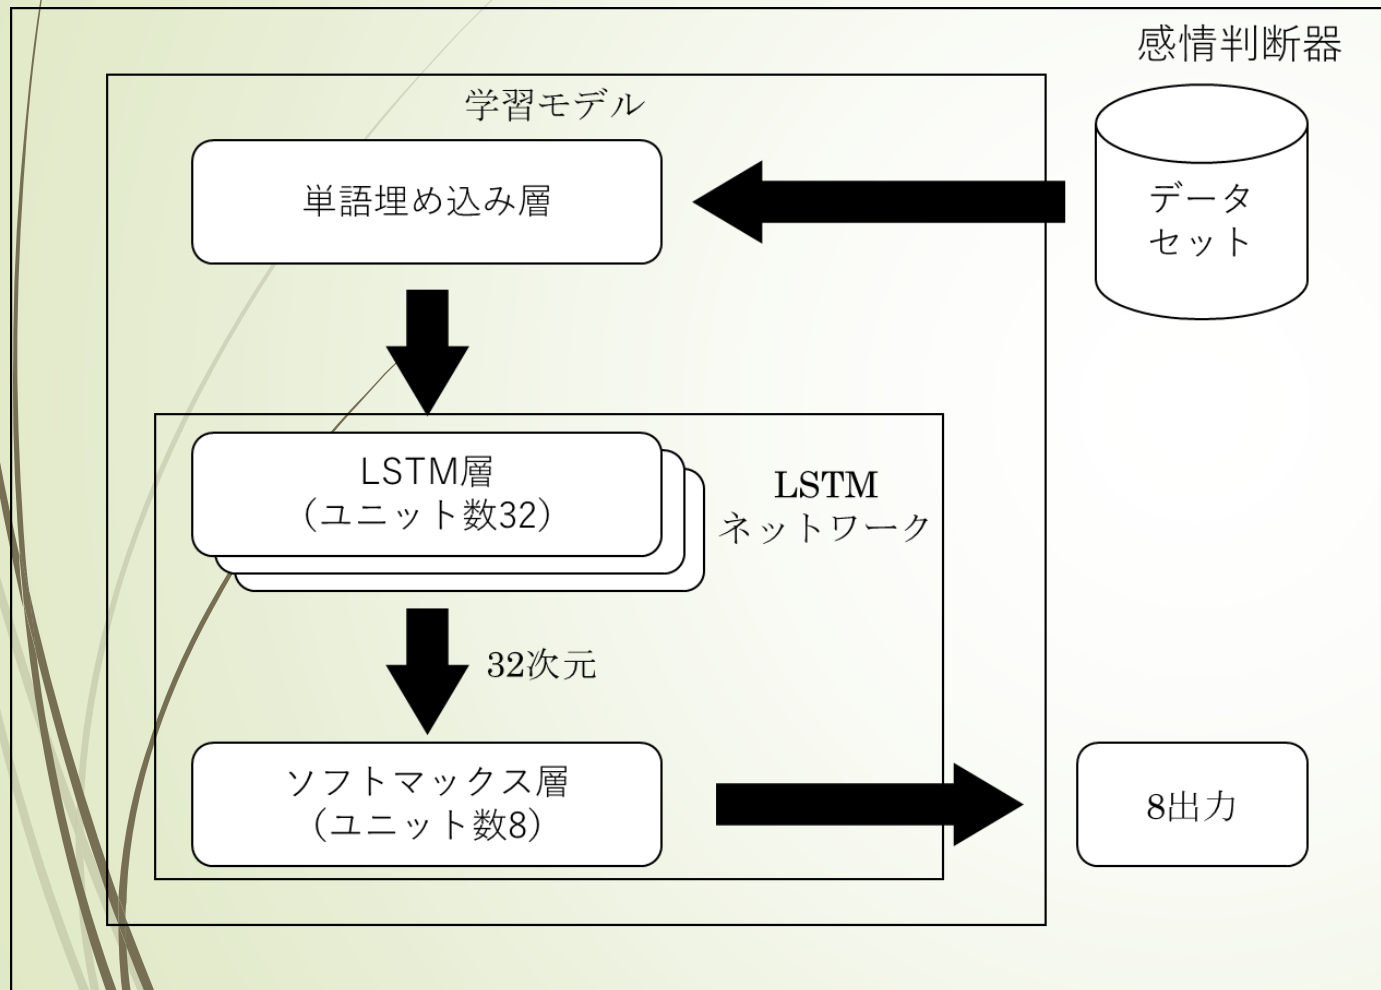 感情判断器
学習モデル
単語埋め込み層
データ
セット
LSTM層
（ユニット数32）
LSTM
ネットワーク
32次元
ソフトマックス層
（ユニット数8）
8出力